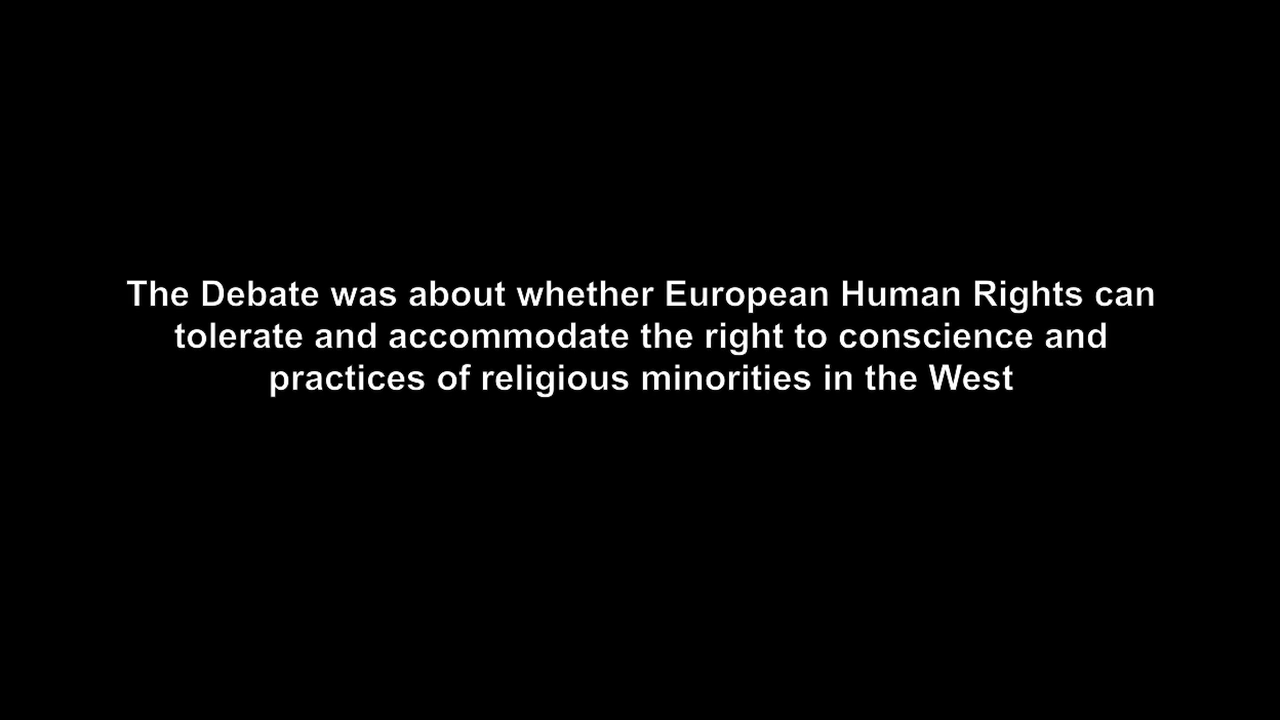 The Debate was about whether European Human Rights can
tolerate and accommodate the right to conscience and
practices of religious minorities in the West